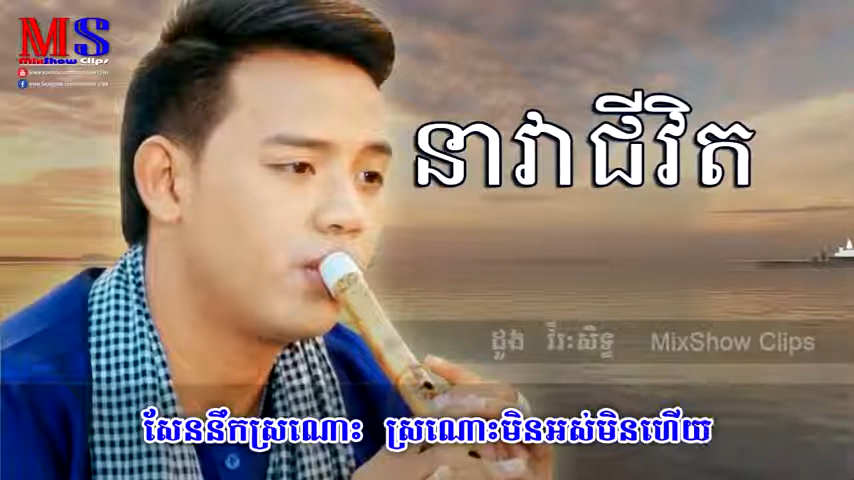 MS
MixShow Clips
នាវាជីវិត
ដួង វីរៈសិទ្ធ MixShow Clips
សែននឹកស្រណោះ ស្រណោះមិនអស់មិនហើយ